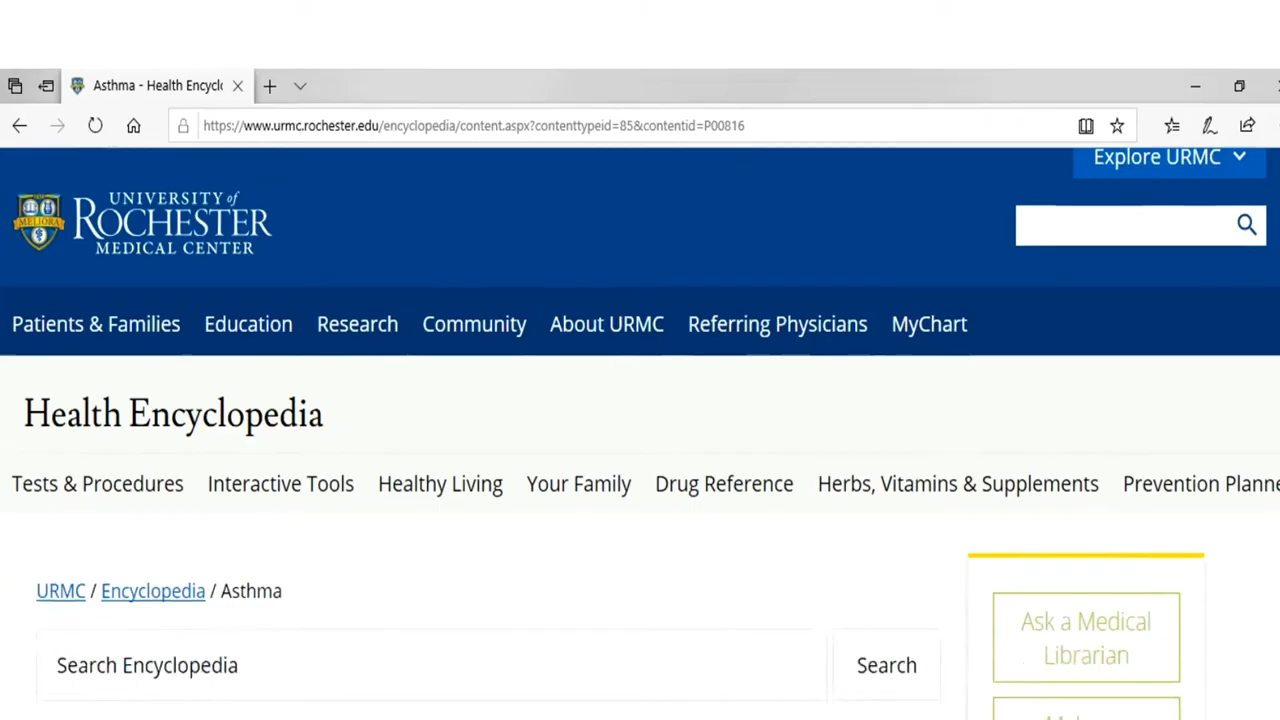 Asthma - Health Encycl
https://www.urmc.rochester.edu/encyclopedia/content.aspx?contenttypeid=85&contentid=P00816
Explore URMC
MELIORA
UNIVERSITY of
ROCHESTER
MEDICAL CENTER
Patients & Families Education Research Community About URMC Referring Physicians MyChart
Health Encyclopedia
Tests & Procedures Interactive Tools Healthy Living Your Family Drug Reference Herbs, Vitamins & Supplements Prevention Planne
URMC / Encyclopedia / Asthma
Ask a Medical
Librarian
Search Encyclopedia Search